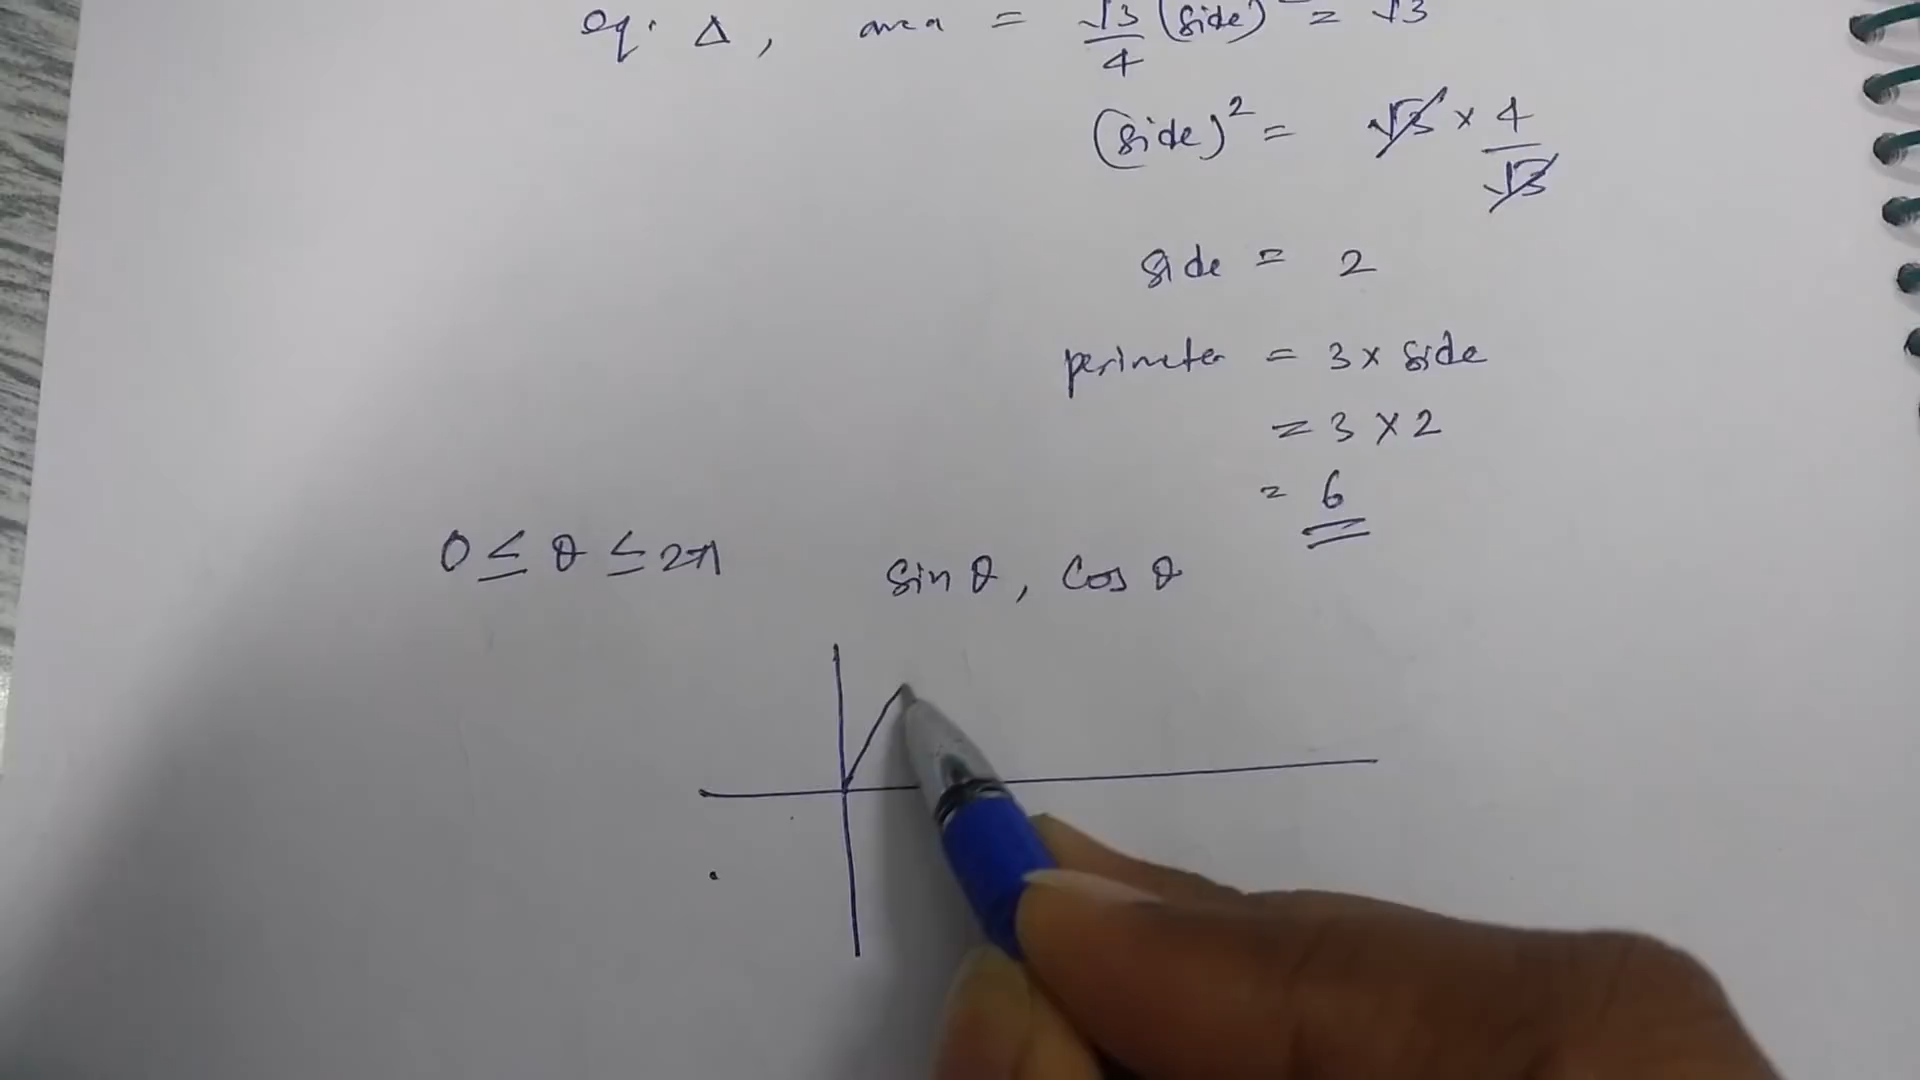 eq. Δ, area = √3/4 (side)² = √3
(side)² = √3 × 4/√3
side = 2
perimeter = 3 × side
= 3 × 2
= 6
0 ≤ θ ≤ 2π
sin θ, cos θ